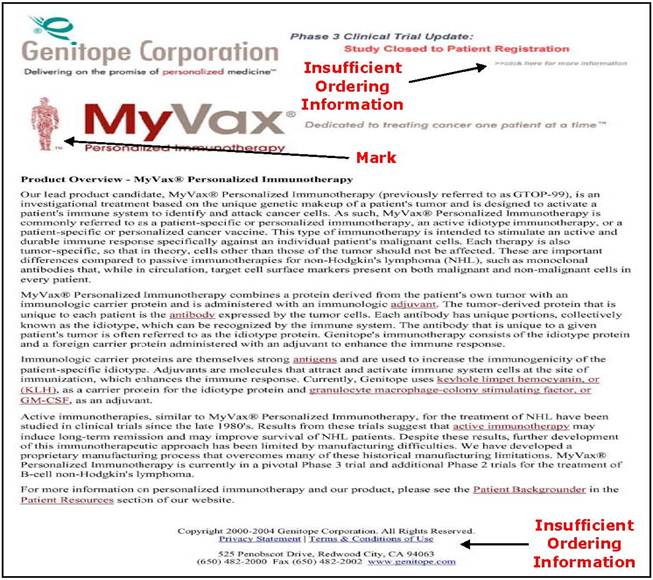 Genitope Corporation
Delivering on the promise of personalized medicine™
Phase 3 Clinical Trial Update:
Study Closed to Patient Registration
>>click here for more information
Insufficient
Ordering
Information
MyVax®
Personalized Immunotherapy
TM
Dedicated to treating cancer one patient at a time™
Mark
Product Overview - MyVax® Personalized Immunotherapy
Our lead product candidate, MyVax® Personalized Immunotherapy (previously referred to as GTOP-99), is an
investigational treatment based on the unique genetic makeup of a patient's tumor and is designed to activate a
patient's immune system to identify and attack cancer cells. As such, MyVax® Personalized Immunotherapy is
commonly referred to as a patient-specific or personalized immunotherapy, an active idiotype immunotherapy, or a
patient-specific or personalized cancer vaccine. This type of immunotherapy is intended to stimulate an active and
durable immune response specifically against an individual patient's malignant cells. Each therapy is also
tumor-specific, so that in theory, cells other than those of the tumor should not be affected. These are important
differences compared to passive immunotherapies for non-Hodgkin's lymphoma (NHL), such as monoclonal
antibodies that, while in circulation, target cell surface markers present on both malignant and non-malignant cells in
every patient.
MyVax® Personalized Immunotherapy combines a protein derived from the patient's own tumor with an
immunologic carrier protein and is administered with an immunologic adjuvant. The tumor-derived protein that is
unique to each patient is the antibody expressed by the tumor cells. Each antibody has unique portions, collectively
known as the idiotype, which can be recognized by the immune system. The antibody that is unique to a given
patient's tumor is often referred to as the idiotype protein. Genitope's immunotherapy consists of the idiotype protein
and a foreign carrier protein administered with an adjuvant to enhance the immune response.
Immunologic carrier proteins are themselves strong antigens and are used to increase the immunogenicity of the
patient-specific idiotype. Adjuvants are molecules that attract and activate immune system cells at the site of
immunization, which enhances the immune response. Currently, Genitope uses keyhole limpet hemocyanin, or
(KLH), as a carrier protein for the idiotype protein and granulocyte macrophage-colony stimulating factor, or
GM-CSF, as an adjuvant.
Active immunotherapies, similar to MyVax® Personalized Immunotherapy, for the treatment of NHL have been
studied in clinical trials since the late 1980's. Results from these trials suggest that active immunotherapy may
induce long-term remission and may improve survival of NHL patients. Despite these results, further development
of this immunotherapeutic approach has been limited by manufacturing difficulties. We have developed a
proprietary manufacturing process that overcomes many of these historical manufacturing limitations. MyVax®
Personalized Immunotherapy is currently in a pivotal Phase 3 trial and additional Phase 2 trials for the treatment of
B-cell non-Hodgkin's lymphoma.
For more information on personalized immunotherapy and our product, please see the Patient Backgrounder in the
Patient Resources section of our website.
Copyright 2000-2004 Genitope Corporation. All Rights Reserved.
Privacy Statement | Terms & Conditions of Use
525 Penobscot Drive, Redwood City, CA 94063
(650) 482-2000 Fax (650) 482-2002 www.genitope.com
Insufficient
Ordering
Information